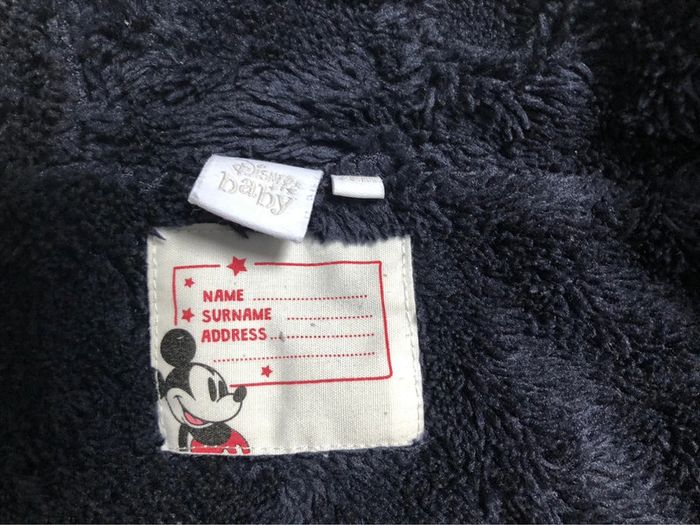 Disney
baby
NAME ..............................
SURNAME ......................
ADDRESS..........................
..........................................